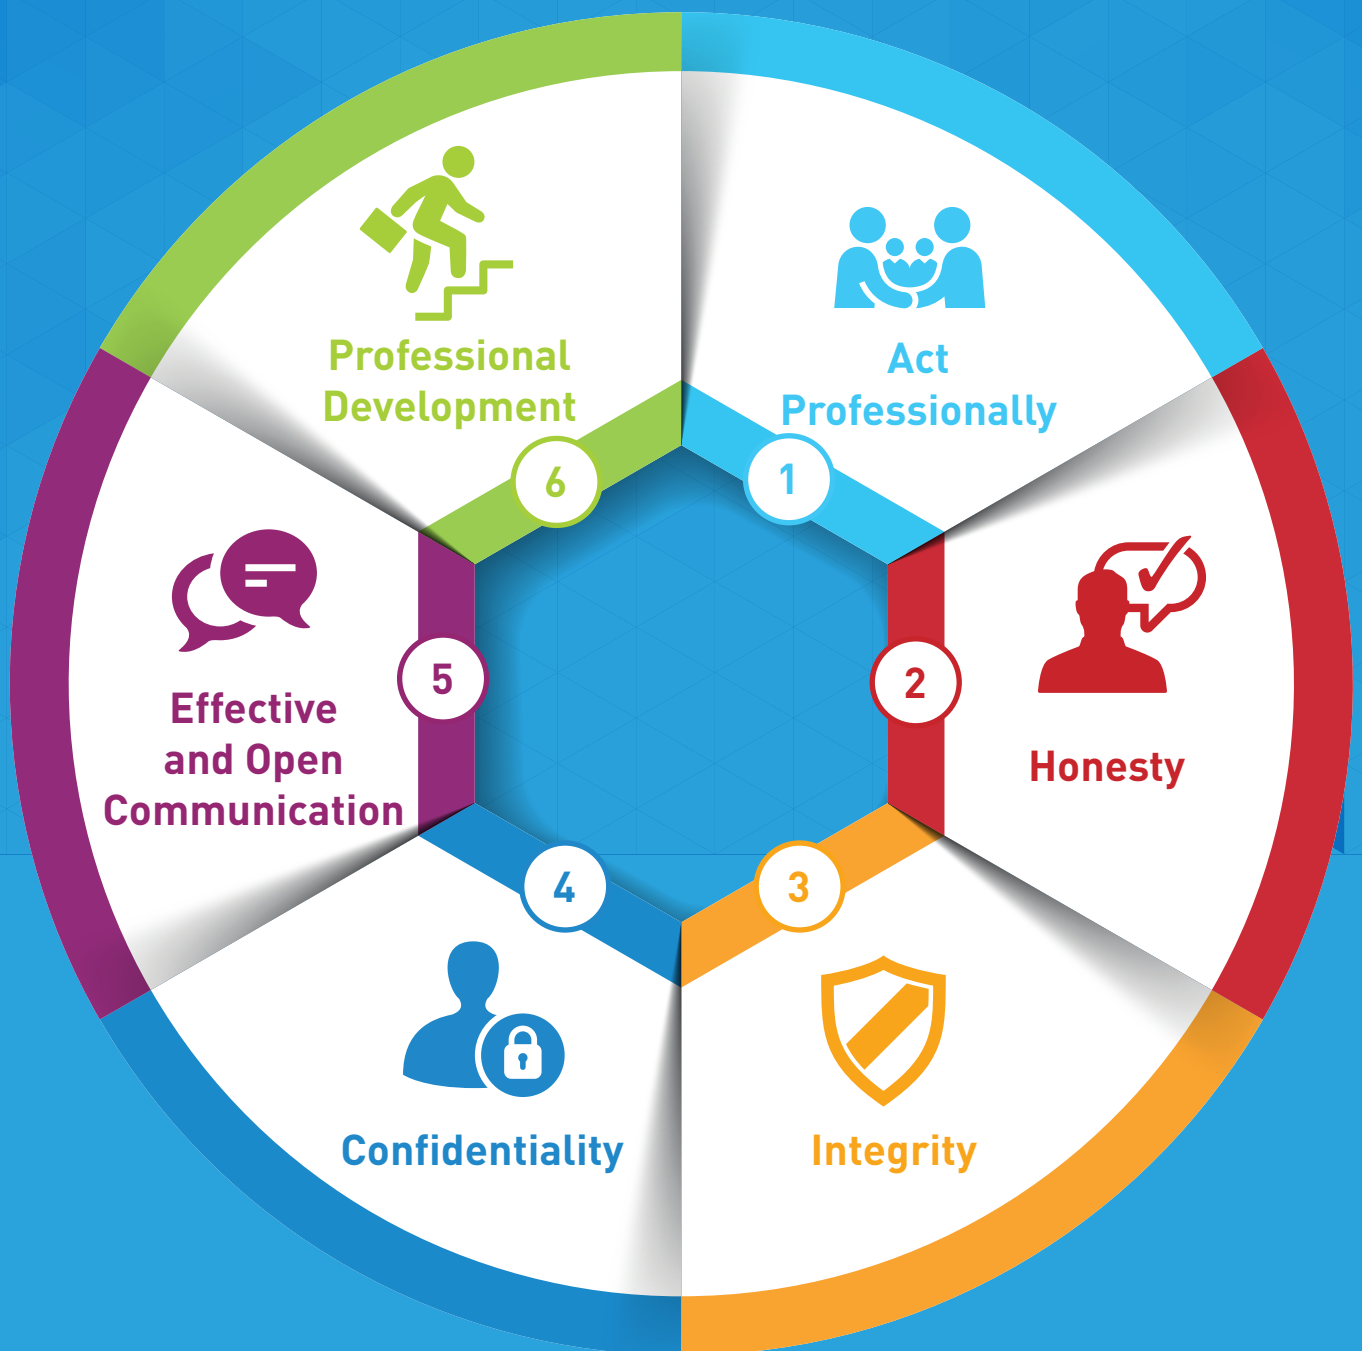 1
Act
Professionally
2
Honesty
3
Integrity
4
Confidentiality
5
Effective
and Open
Communication
6
Professional
Development